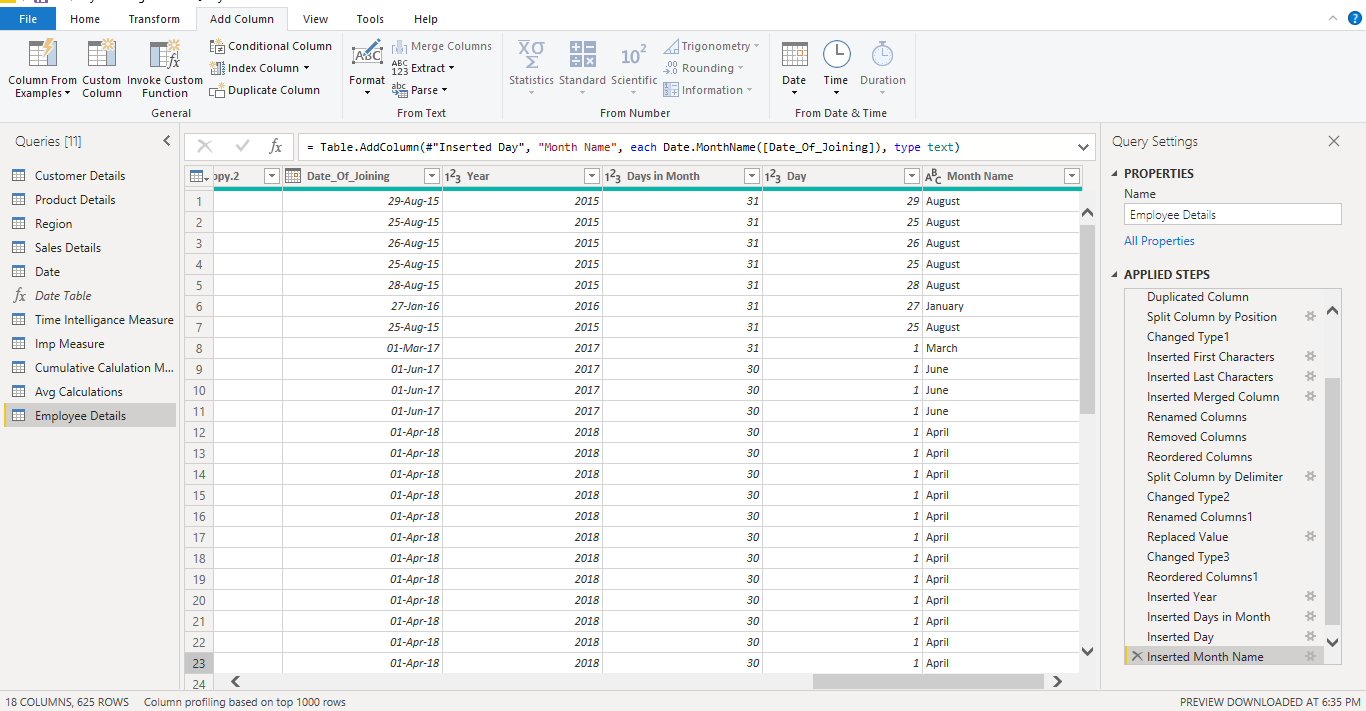 File Home Transform Add Column View Tools Help
Column From Examples
Custom Column
Invoke Custom Function
Conditional Column
Index Column
Duplicate Column
General
ABC
Format
Merge Columns
ABC 123 Extract
abc Parse
From Text
XΣσ
Statistics
Standard
10²
Scientific
Trigonometry
.00 Rounding
Information
From Number
Date
Time
Duration
From Date & Time
Queries [11]
Customer Details
Product Details
Region
Sales Details
Date
fx Date Table
Time Intelligance Measure
Imp Measure
Cumulative Calulation M...
Avg Calculations
Employee Details
fx = Table.AddColumn(#"Inserted Day", "Month Name", each Date.MonthName([Date_Of_Joining]), type text)
opy.2 Date_Of_Joining 123 Year 123 Days in Month 123 Day ABC Month Name
1 29-Aug-15 2015 31 29 August
2 25-Aug-15 2015 31 25 August
3 26-Aug-15 2015 31 26 August
4 25-Aug-15 2015 31 25 August
5 28-Aug-15 2015 31 28 August
6 27-Jan-16 2016 31 27 January
7 25-Aug-15 2015 31 25 August
8 01-Mar-17 2017 31 1 March
9 01-Jun-17 2017 30 1 June
10 01-Jun-17 2017 30 1 June
11 01-Jun-17 2017 30 1 June
12 01-Apr-18 2018 30 1 April
13 01-Apr-18 2018 30 1 April
14 01-Apr-18 2018 30 1 April
15 01-Apr-18 2018 30 1 April
16 01-Apr-18 2018 30 1 April
17 01-Apr-18 2018 30 1 April
18 01-Apr-18 2018 30 1 April
19 01-Apr-18 2018 30 1 April
20 01-Apr-18 2018 30 1 April
21 01-Apr-18 2018 30 1 April
22 01-Apr-18 2018 30 1 April
23 01-Apr-18 2018 30 1 April
24
Query Settings
PROPERTIES
Name
Employee Details
All Properties
APPLIED STEPS
Duplicated Column
Split Column by Position
Changed Type1
Inserted First Characters
Inserted Last Characters
Inserted Merged Column
Renamed Columns
Removed Columns
Reordered Columns
Split Column by Delimiter
Changed Type2
Renamed Columns1
Replaced Value
Changed Type3
Reordered Columns1
Inserted Year
Inserted Days in Month
Inserted Day
Inserted Month Name
18 COLUMNS, 625 ROWS Column profiling based on top 1000 rows PREVIEW DOWNLOADED AT 6:35 PM